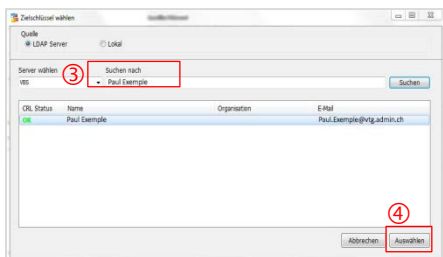 Zielschlüssel wählen
Quelle
LDAP Server
Lokal
Server wählen
③
Suchen nach
VBS
Paul Exemple
Suchen
CRL Status
Name
Organisation
E-Mail
OK
Paul Exemple
Paul.Exemple@vtg.admin.ch
④
Abbrechen
Auswählen